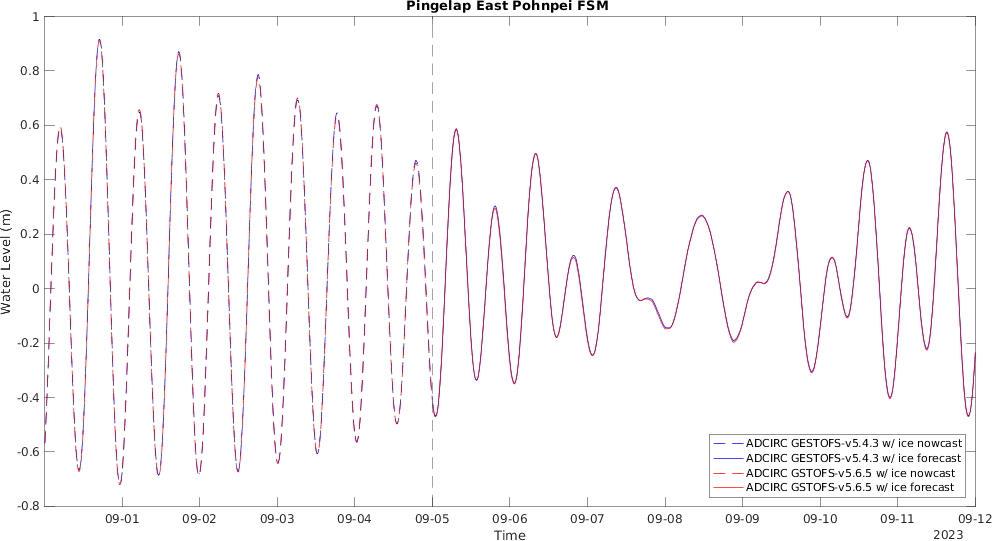 Pingelap East Pohnpei FSM
1
0.8
0.6
0.4
0.2
0
-0.2
-0.4
-0.6
-0.8
Water Level (m)
ADCIRC GESTOFS-v5.4.3 w/ ice nowcast
ADCIRC GESTOFS-v5.4.3 w/ ice forecast
ADCIRC GSTOFS-v5.6.5 w/ ice nowcast
ADCIRC GSTOFS-v5.6.5 w/ ice forecast
09-01 09-02 09-03 09-04 09-05 09-06 09-07 09-08 09-09 09-10 09-11 09-12
Time
2023